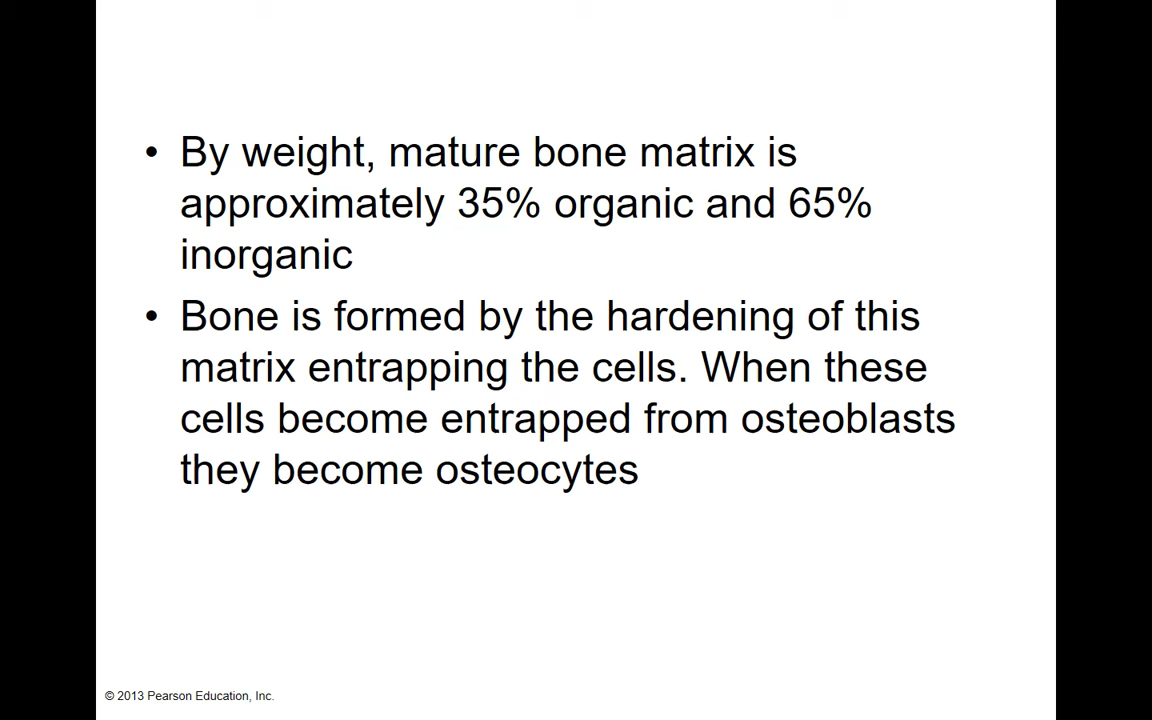 • By weight, mature bone matrix is
approximately 35% organic and 65%
inorganic
• Bone is formed by the hardening of this
matrix entrapping the cells. When these
cells become entrapped from osteoblasts
they become osteocytes
© 2013 Pearson Education, Inc.